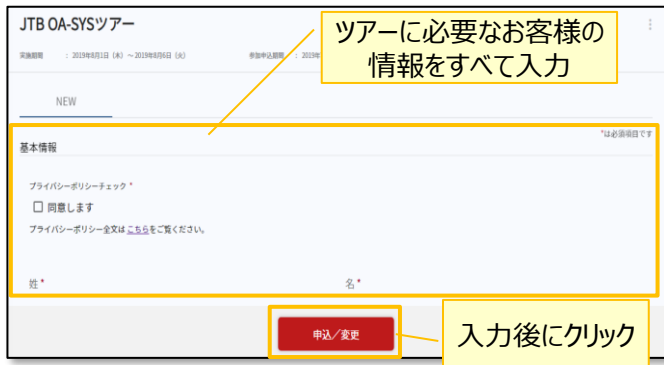 JTB OA-SYSツアー
ツアーに必要なお客様の
情報をすべて入力
実施期間 : 2019年8月1日（木）～2019年8月6日（火） 参加申込期間 : 2019年
NEW
*は必須項目です
基本情報
プライバシーポリシーチェック *
同意します
プライバシーポリシー全文はこちらをご覧ください。
姓 * 名 *
申込／変更
入力後にクリック